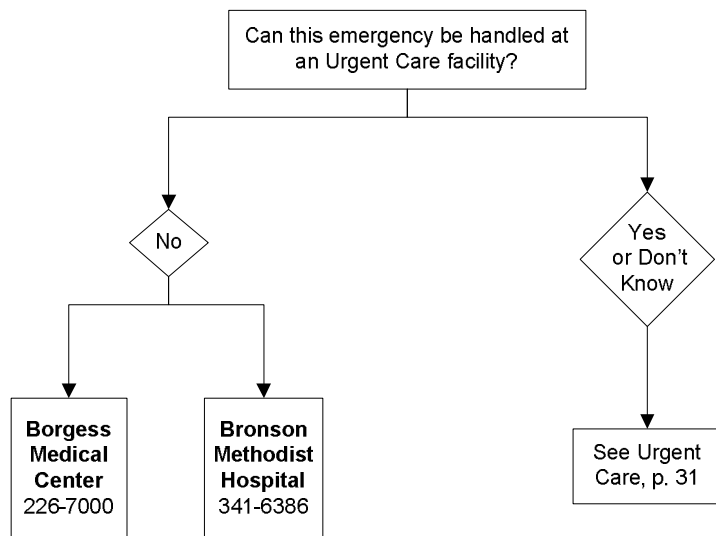 Can this emergency be handled at
an Urgent Care facility?
No
Yes
or Don't
Know
Borgess
Medical
Center
226-7000
Bronson
Methodist
Hospital
341-6386
See Urgent
Care, p. 31